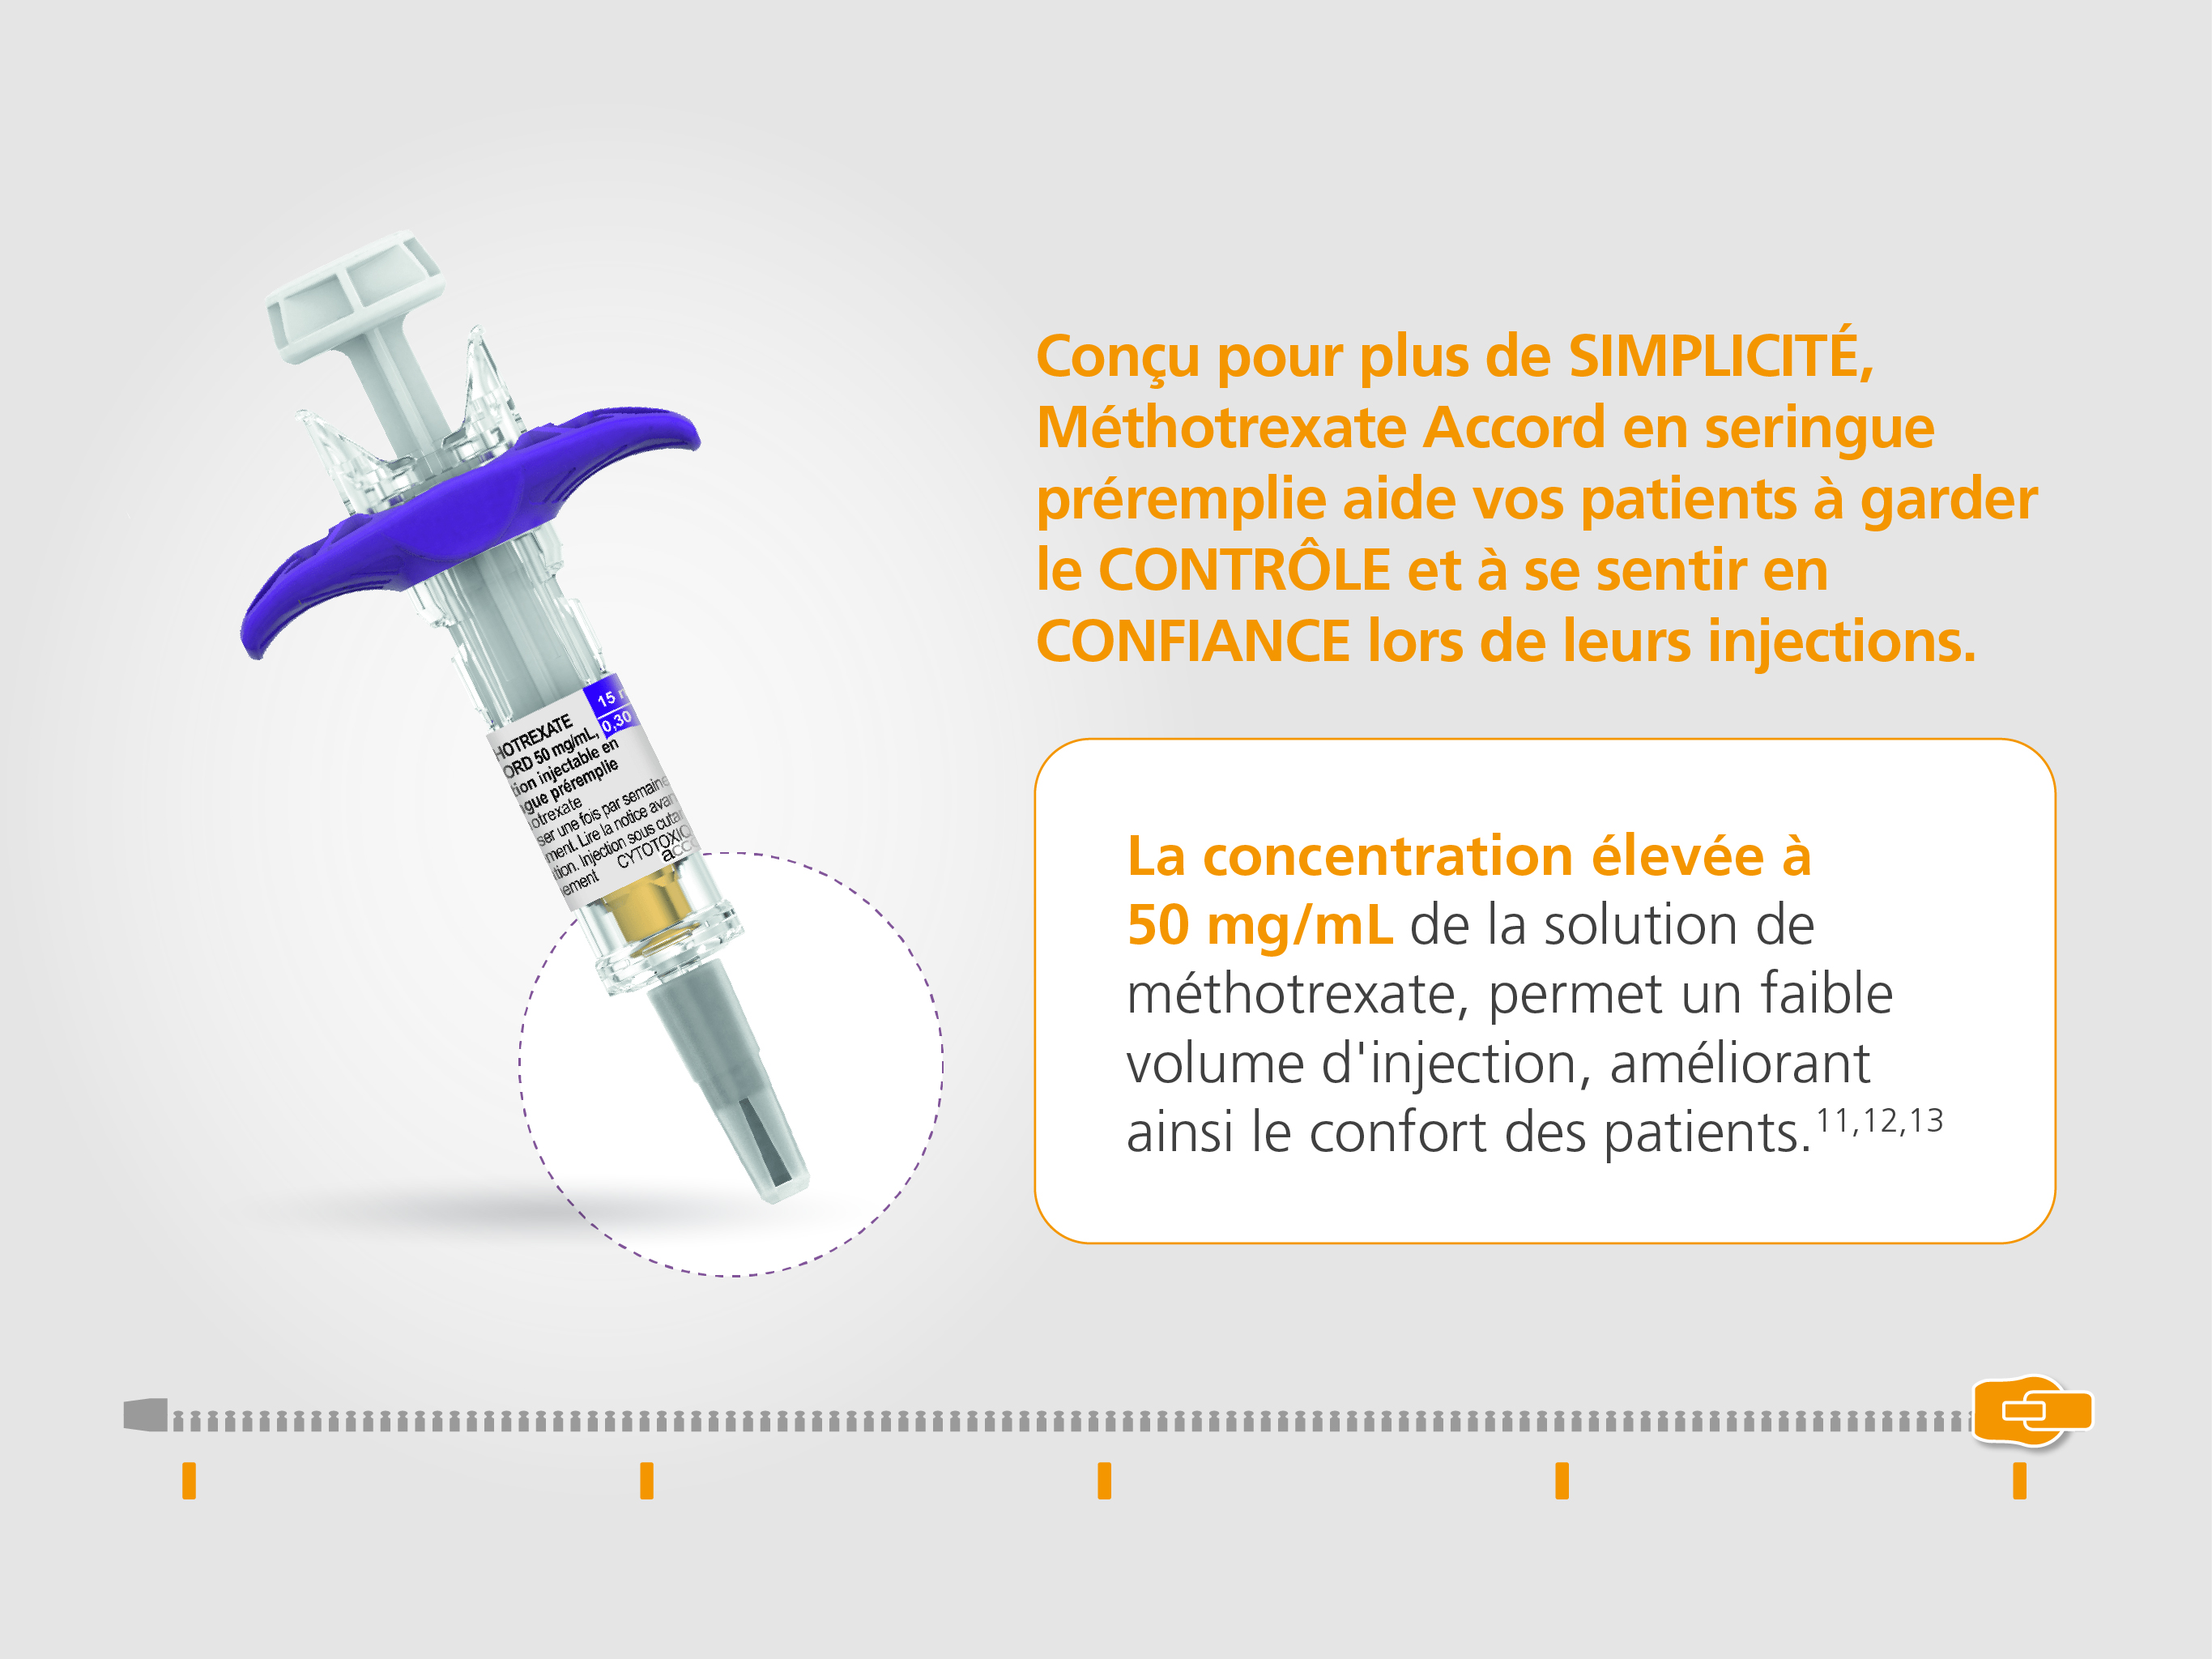 Conçu pour plus de SIMPLICITÉ,
Méthotrexate Accord en seringue
préremplie aide vos patients à garder
le CONTRÔLE et à se sentir en
CONFIANCE lors de leurs injections.
La concentration élevée à
50 mg/mL de la solution de
méthotrexate, permet un faible
volume d'injection, améliorant
ainsi le confort des patients.11,12,13
15
0,30
HOTREXATE
ORD 50 mg/mL,
tion injectable en
gue préremplie
otrexate
ser une fois par semaine
ment. Lire la notice avan
tion. Injection sous cuta
ement CYTOTOXIQ
acc